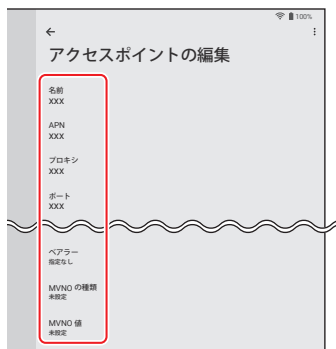 100%
アクセスポイントの編集
名前
XXX
APN
XXX
プロキシ
XXX
ポート
XXX
ベアラー
指定なし
MVNO の種類
未設定
MVNO 値
未設定